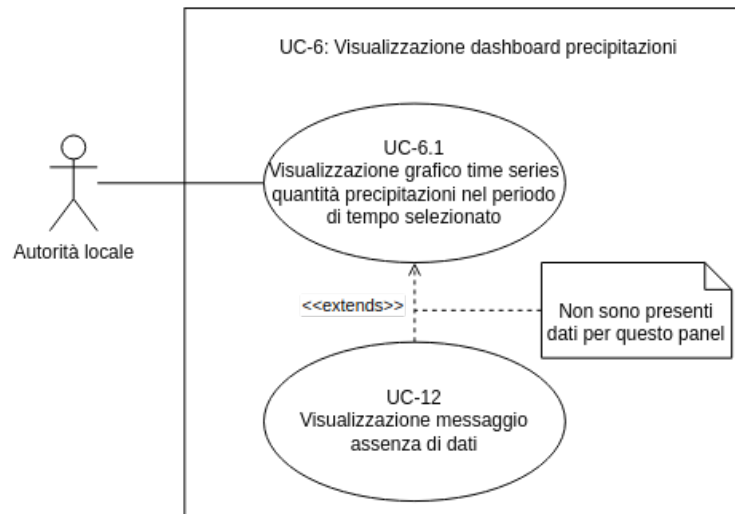 UC-6: Visualizzazione dashboard precipitazioni
UC-6.1
Visualizzazione grafico time series
quantità precipitazioni nel periodo
di tempo selezionato
Autorità locale
<<extends>>
Non sono presenti
dati per questo panel
UC-12
Visualizzazione messaggio
assenza di dati